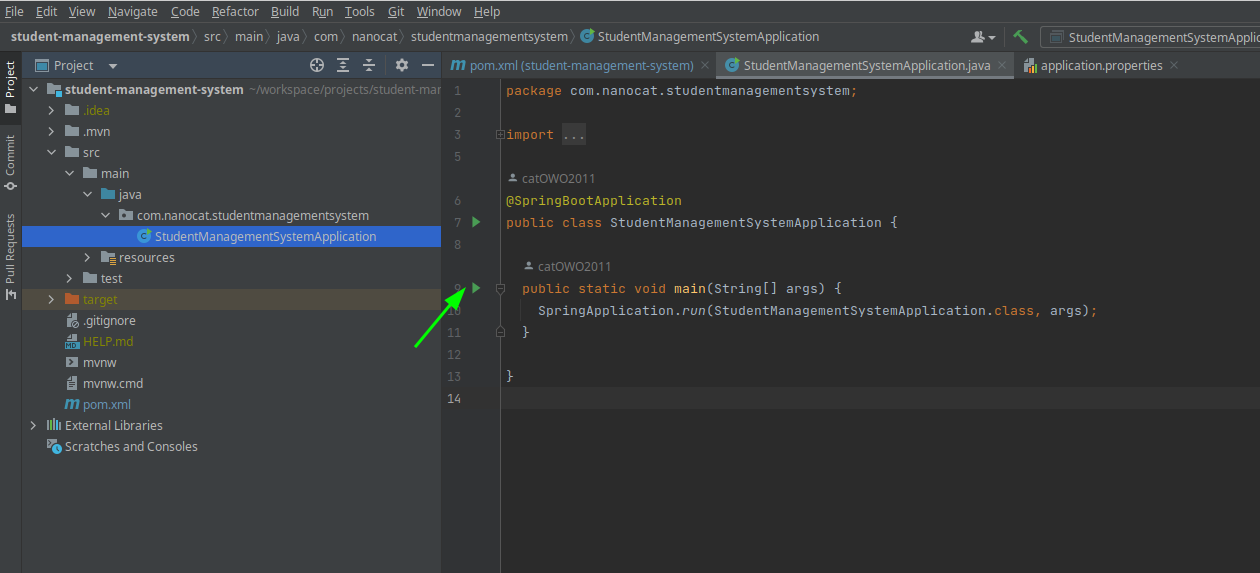 File Edit View Navigate Code Refactor Build Run Tools Git Window Help
student-management-system src main java com nanocat studentmanagementsystem StudentManagementSystemApplication StudentManagementSystemApplic
Project
Commit
Pull Requests
Project
student-management-system ~/workspace/projects/student-mar
.idea
.mvn
src
main
java
com.nanocat.studentmanagementsystem
StudentManagementSystemApplication
resources
test
target
.gitignore
HELP.md
mvnw
mvnw.cmd
pom.xml
External Libraries
Scratches and Consoles
pom.xml (student-management-system) StudentManagementSystemApplication.java application.properties
1 package com.nanocat.studentmanagementsystem;
2
3 import ...
5
catOWO2011
6 @SpringBootApplication
7 public class StudentManagementSystemApplication {
8
catOWO2011
9 public static void main(String[] args) {
10 SpringApplication.run(StudentManagementSystemApplication.class, args);
11 }
12
13 }
14